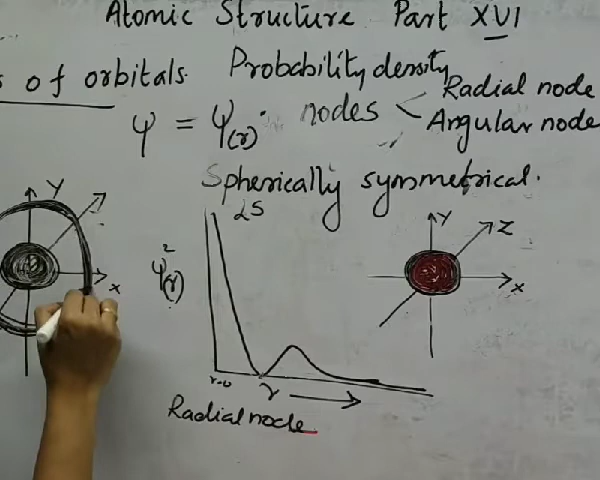 Atomic Structure Part XVI
s of orbitals. Probability density
Radial node
ψ = ψ(r). nodes < Angular node
Spherically symmetrical.
2S
Y
Y
Z
X
X
ψ²(r)
r=0
r
Radial node